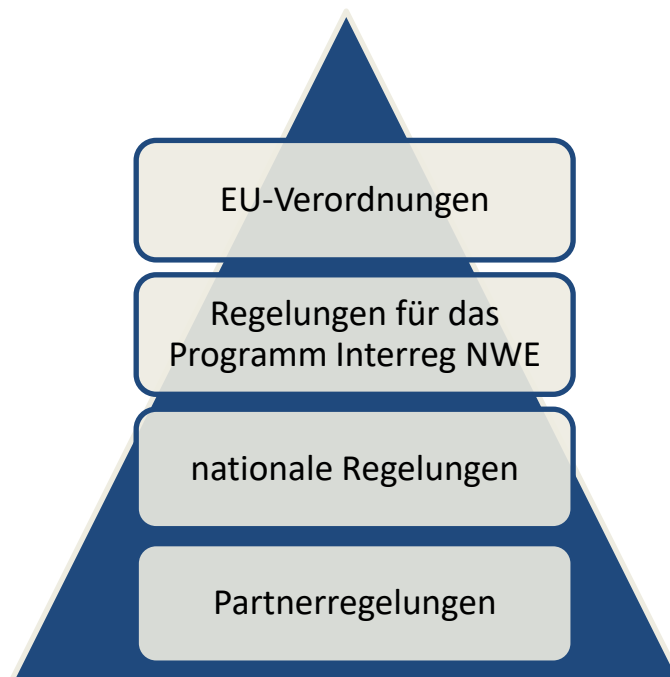 EU-Verordnungen
Regelungen für das
Programm Interreg NWE
nationale Regelungen
Partnerregelungen